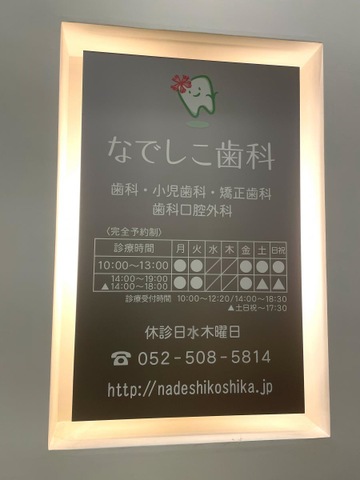 なでしこ歯科
歯科・小児歯科・矯正歯科
歯科口腔外科
〈完全予約制〉
診療時間 月 火 水 木 金 土 日祝
10:00〜13:00 ● ● ／ ／ ● ● ●
14:00〜19:00
▲14:00〜18:00 ● ● ／ ／ ● ▲ ▲
診療受付時間 10:00〜12:20/14:00〜18:30
▲土日祝〜17:30
休診日水木曜日
☎ 052-508-5814
http://nadeshikoshika.jp